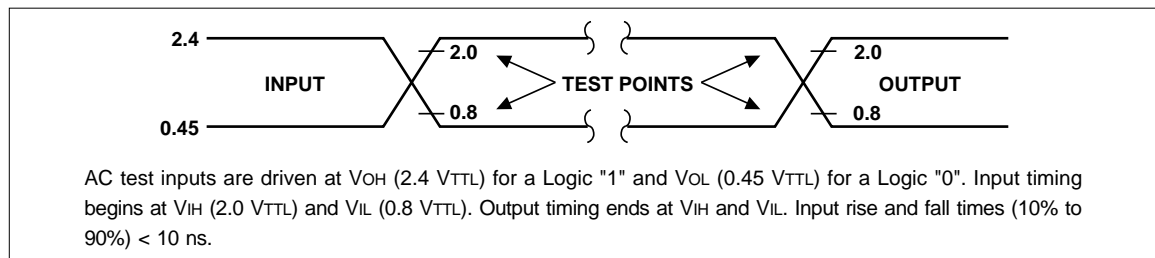 2.4
2.0
2.0
INPUT
TEST POINTS
OUTPUT
0.8
0.8
0.45
AC test inputs are driven at VOH (2.4 VTTL) for a Logic "1" and VOL (0.45 VTTL) for a Logic "0". Input timing
begins at VIH (2.0 VTTL) and VIL (0.8 VTTL). Output timing ends at VIH and VIL. Input rise and fall times (10% to
90%) < 10 ns.